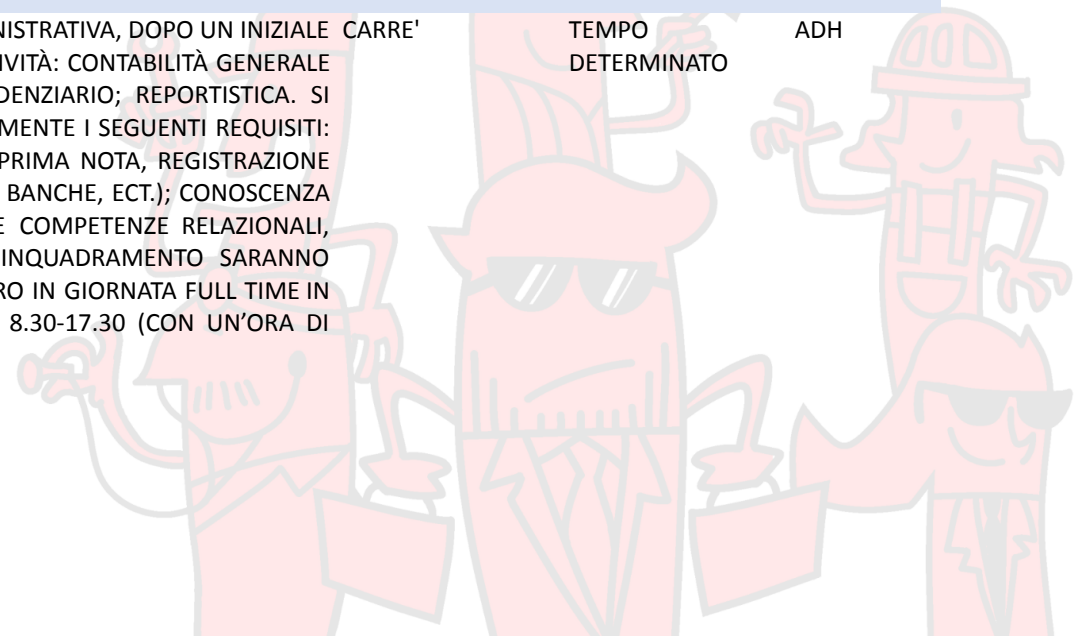 NISTRATIVA, DOPO UN INIZIALE CARRE' TEMPO ADH
IVITÀ: CONTABILITÀ GENERALE DETERMINATO
DENZIARIO; REPORTISTICA. SI
MENTE I SEGUENTI REQUISITI:
PRIMA NOTA, REGISTRAZIONE
BANCHE, ECT.); CONOSCENZA
E COMPETENZE RELAZIONALI,
INQUADRAMENTO SARANNO
RO IN GIORNATA FULL TIME IN
8.30-17.30 (CON UN'ORA DI